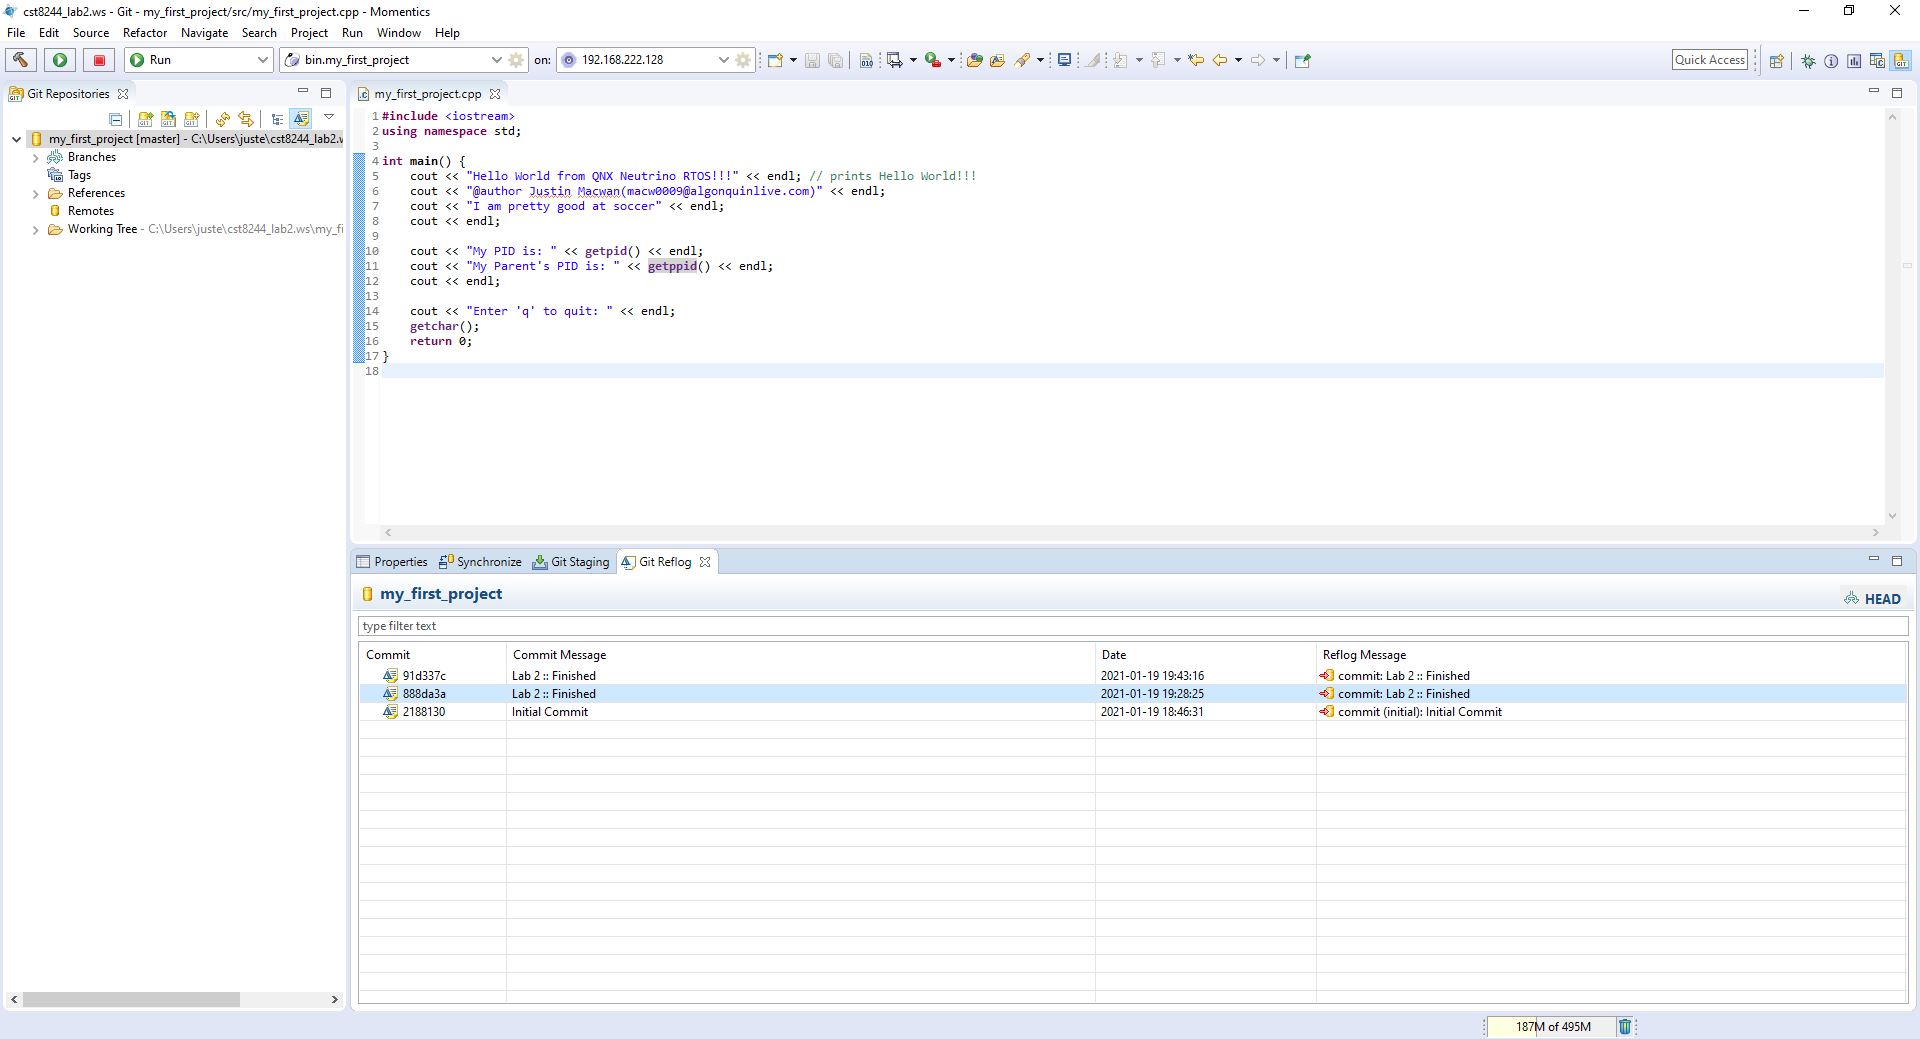 cst8244_lab2.ws - Git - my_first_project/src/my_first_project.cpp - Momentics
File Edit Source Refactor Navigate Search Project Run Window Help
Run bin.my_first_project on: 192.168.222.128 Quick Access
Git Repositories
my_first_project [master] - C:\Users\juste\cst8244_lab2.w
Branches
Tags
References
Remotes
Working Tree - C:\Users\juste\cst8244_lab2.ws\my_fi
my_first_project.cpp
1 #include <iostream>
2 using namespace std;
3
4 int main() {
5 cout << "Hello World from QNX Neutrino RTOS!!!" << endl; // prints Hello World!!!
6 cout << "@author Justin Macwan(macw0009@algonquinlive.com)" << endl;
7 cout << "I am pretty good at soccer" << endl;
8 cout << endl;
9
10 cout << "My PID is: " << getpid() << endl;
11 cout << "My Parent's PID is: " << getppid() << endl;
12 cout << endl;
13
14 cout << "Enter 'q' to quit: " << endl;
15 getchar();
16 return 0;
17 }
18
Properties Synchronize Git Staging Git Reflog
my_first_project HEAD
type filter text
Commit Commit Message Date Reflog Message
91d337c Lab 2 :: Finished 2021-01-19 19:43:16 commit: Lab 2 :: Finished
888da3a Lab 2 :: Finished 2021-01-19 19:28:25 commit: Lab 2 :: Finished
2188130 Initial Commit 2021-01-19 18:46:31 commit (initial): Initial Commit
187M of 495M